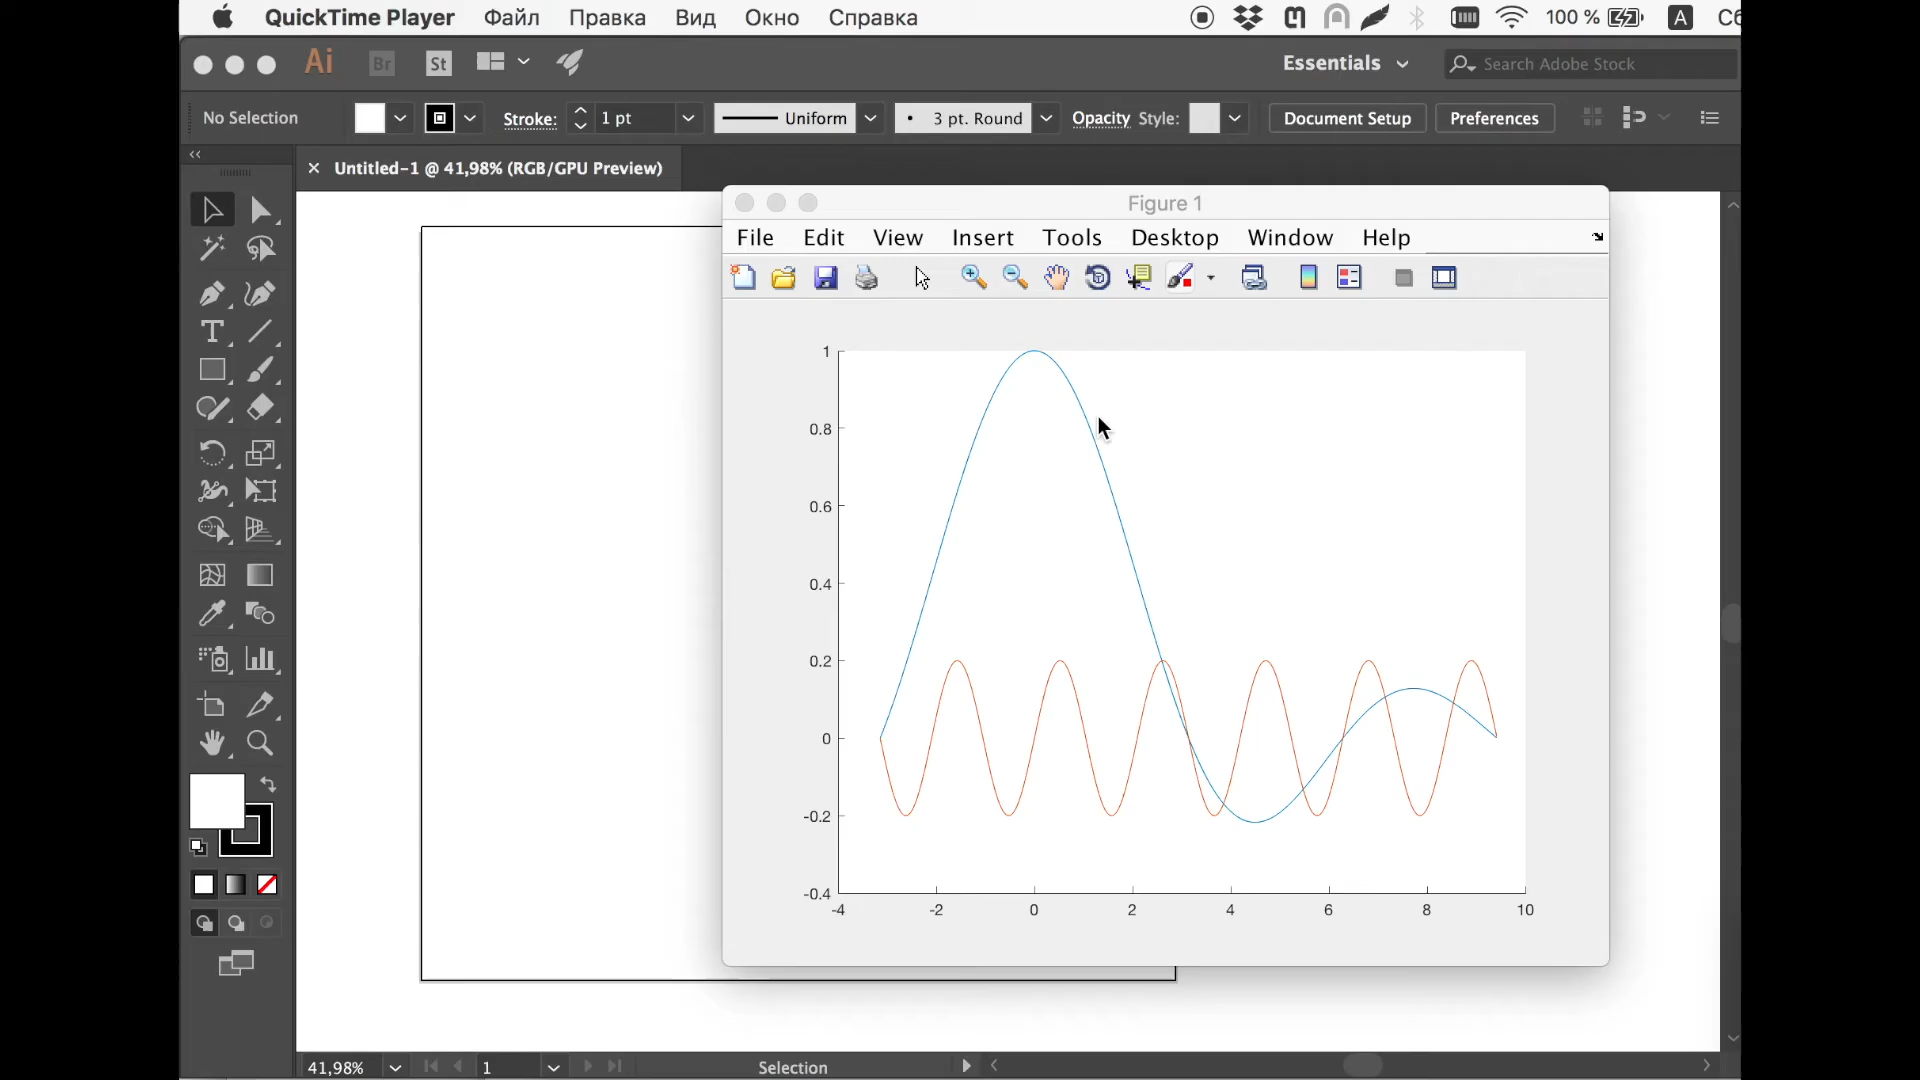 QuickTime Player Файл Правка Вид Окно Справка 100 % A Сб
Ai Br St Essentials Search Adobe Stock
No Selection Stroke: 1 pt Uniform 3 pt. Round Opacity Style: Document Setup Preferences
Untitled-1 @ 41,98% (RGB/GPU Preview)
Figure 1
File Edit View Insert Tools Desktop Window Help
1
0.8
0.6
0.4
0.2
0
-0.2
-0.4
-4 -2 0 2 4 6 8 10
41,98% 1 Selection